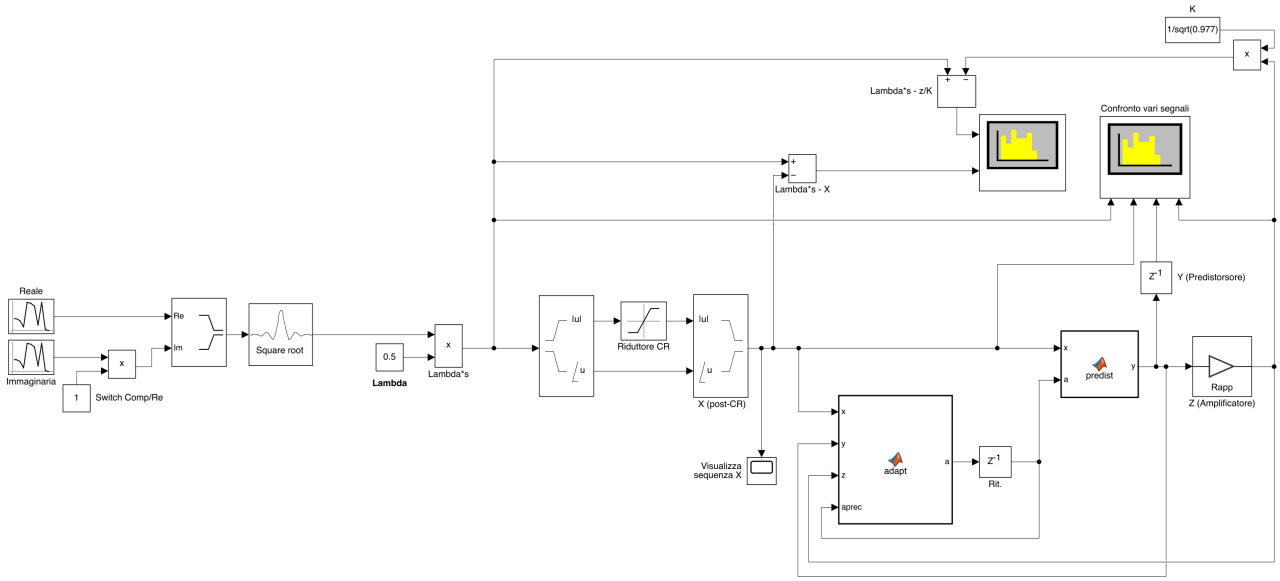 K
1/sqrt(0.977)
x
+ −
Lambda*s - z/K
Confronto vari segnali
+
−
Lambda*s - X
Z-1
Y (Predistorsore)
Reale
Re
Im
Immaginaria
x
1
Switch Comp/Re
Square root
0.5
Lambda
x
Lambda*s
|u|
u
Riduttore CR
|u|
u
X (post-CR)
Visualizza
sequenza X
x
y
z
aprec
adapt
a
Z-1
Rit.
x
a
predist
y
Rapp
Z (Amplificatore)